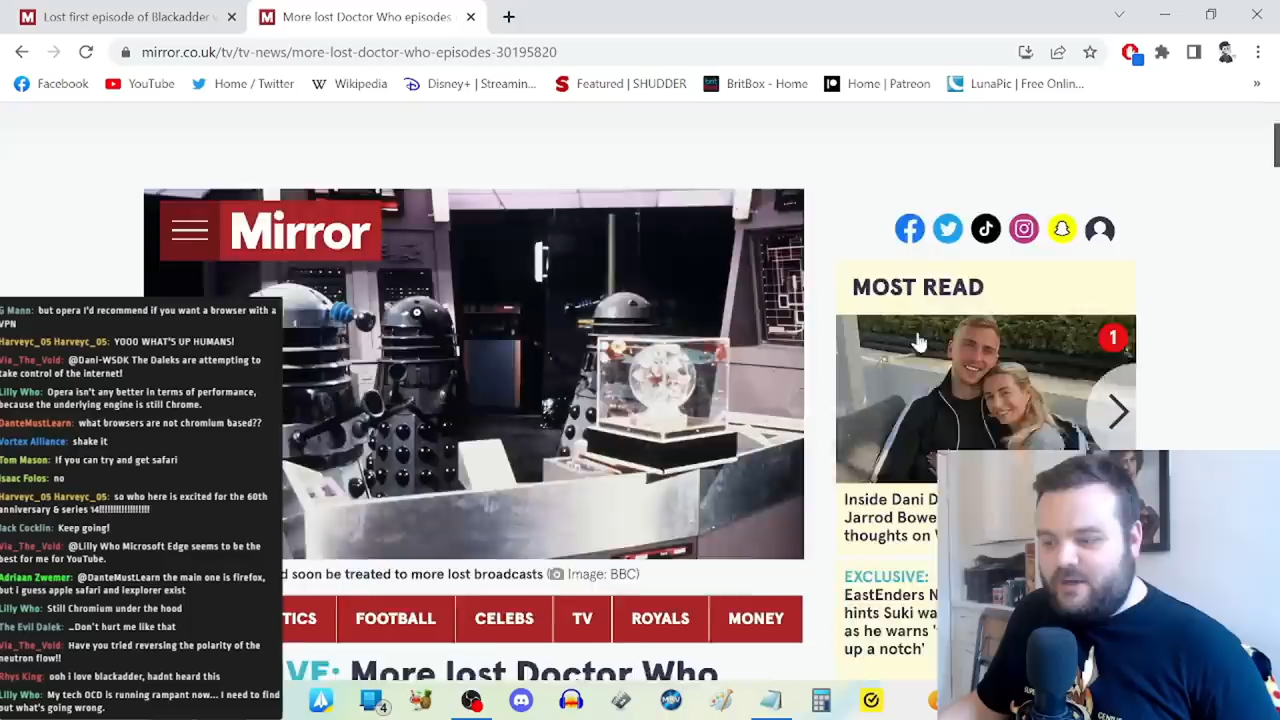 Lost first episode of Blackadder
More lost Doctor Who episodes
mirror.co.uk/tv/tv-news/more-lost-doctor-who-episodes-30195820
Facebook YouTube Home / Twitter Wikipedia Disney+ | Streamin... Featured | SHUDDER BritBox - Home Home | Patreon LunaPic | Free Onlin... »
Mirror
MOST READ
1
Inside Dani D
Jarrod Bowe
thoughts on
EXCLUSIVE:
EastEnders N
hints Suki wa
as he warns '
up a notch'
d soon be treated to more lost broadcasts (Image: BBC)
TICS FOOTBALL CELEBS TV ROYALS MONEY
VE: More lost Doctor Who
G Mann: but opera I'd recommend if you want a browser with a
VPN
Harveyc_05 Harveyc_05: YOOO WHAT'S UP HUMANS!
Via_The_Void: @Dani-WSDK The Daleks are attempting to
take control of the internet!
Lilly Who: Opera isn't any better in terms of performance,
because the underlying engine is still Chrome.
DanteMustLearn: what browsers are not chromium based??
Vortex Alliance: shake it
Tom Mason: If you can try and get safari
Isaac Folos: no
Harveyc_05 Harveyc_05: so who here is excited for the 60th
anniversary & series 14!!!!!!!!!!!!!!!!!!!
Jack Cocklin: Keep going!
Via_The_Void: @Lilly Who Microsoft Edge seems to be the
best for me for YouTube.
Adriaan Zwemer: @DanteMustLearn the main one is firefox,
but i guess apple safari and iexplorer exist
Lilly Who: Still Chromium under the hood
The Evil Dalek: ..Don't hurt me like that
Via_The_Void: Have you tried reversing the polarity of the
neutron flow!!
Rhys King: ooh i love blackadder, hadnt heard this
Lilly Who: My tech OCD is running rampant now... I need to find
out what's going wrong.
4